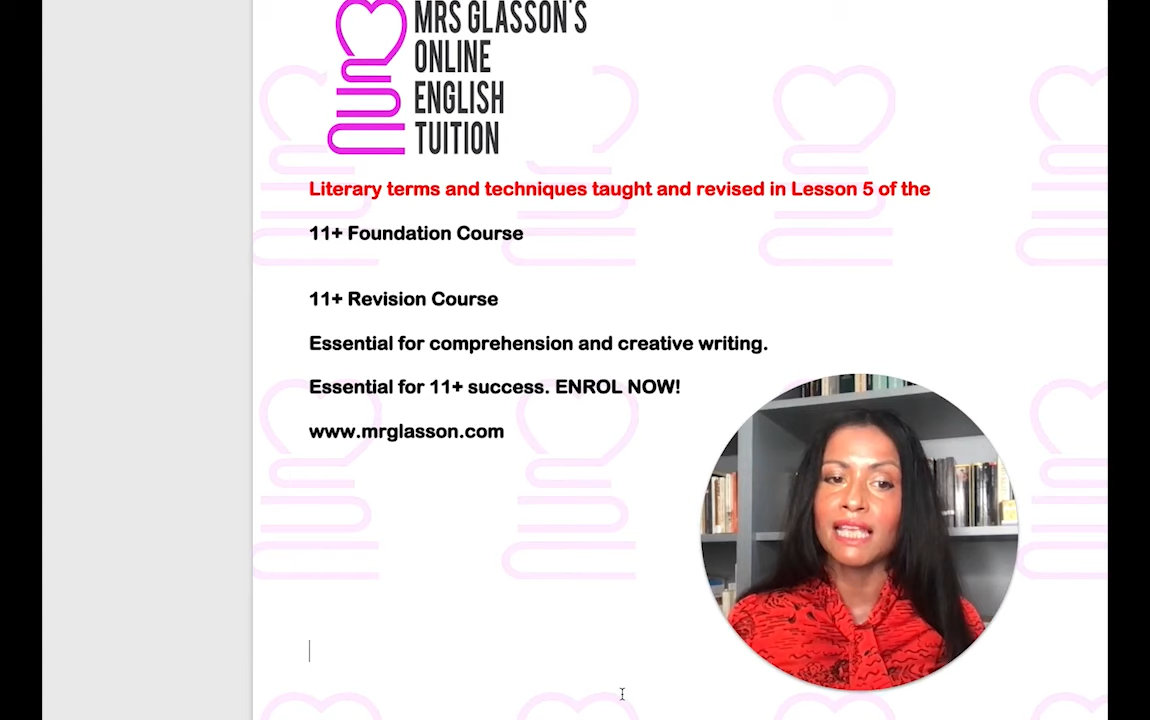 MRS GLASSON'S
ONLINE
ENGLISH
TUITION
Literary terms and techniques taught and revised in Lesson 5 of the
11+ Foundation Course
11+ Revision Course
Essential for comprehension and creative writing.
Essential for 11+ success. ENROL NOW!
www.mrglasson.com